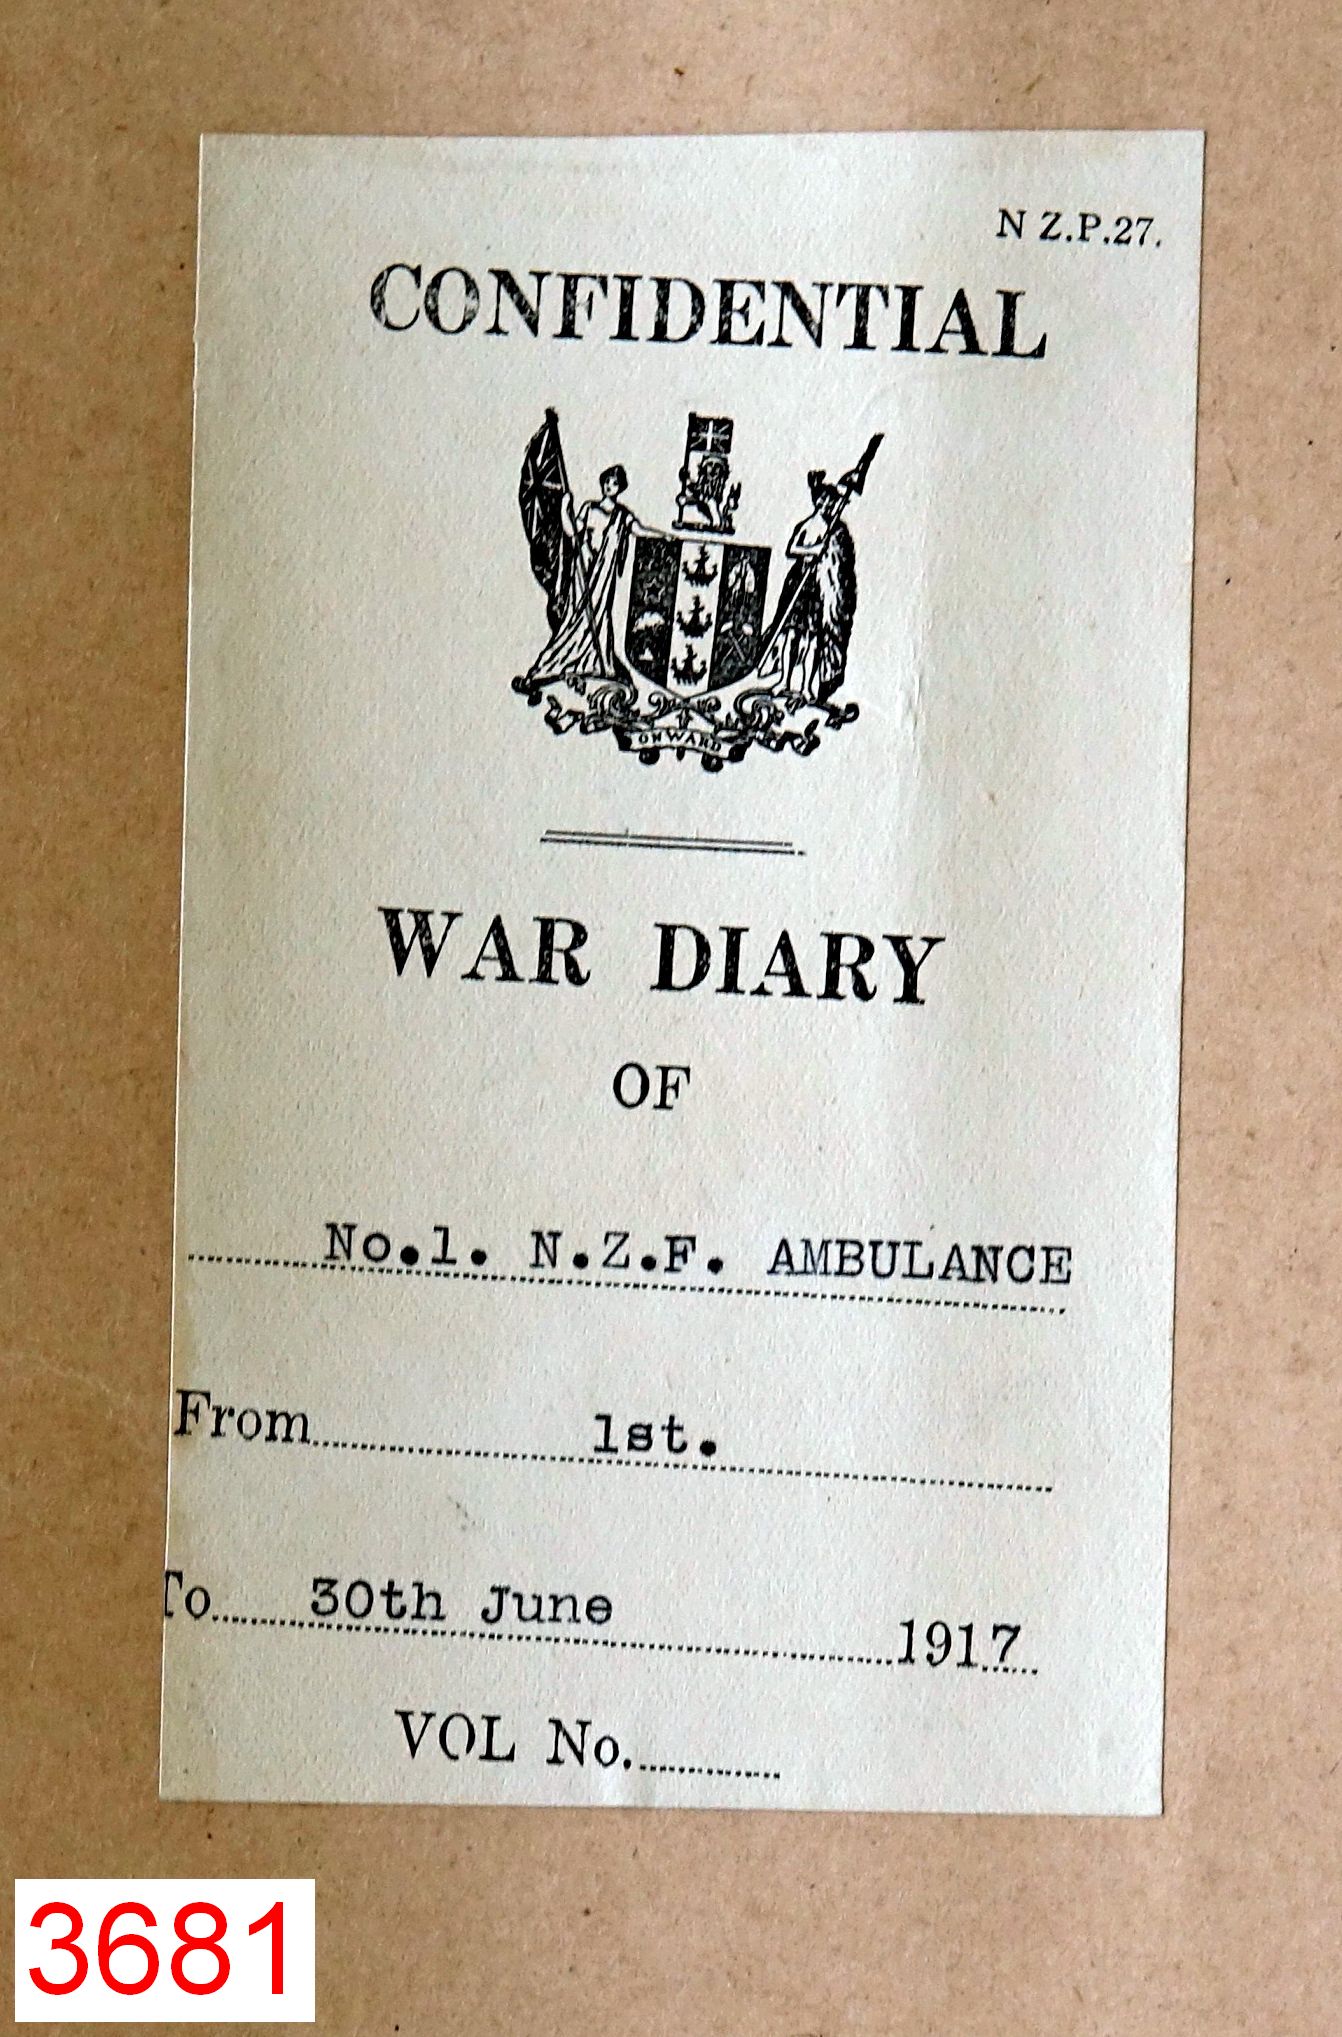 N Z.P.27.
CONFIDENTIAL
ONWARD
WAR DIARY
OF
No.1. N.Z.F. AMBULANCE
From 1st.
To 30th June 1917
VOL No.
3681